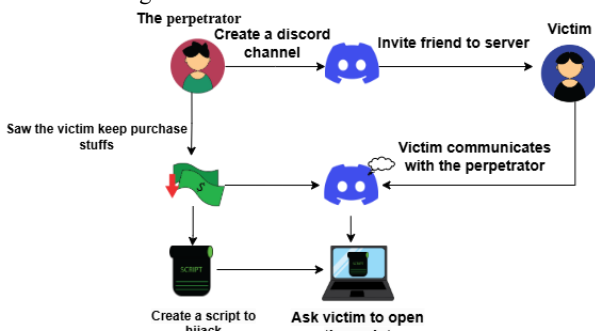 The perpetrator
Create a discord
channel
Invite friend to server
Victim
Saw the victim keep purchase
stuffs
Victim communicates
with the perpetrator
$
SCRIPT
SCRIPT
Create a script to
hijack
Ask victim to open